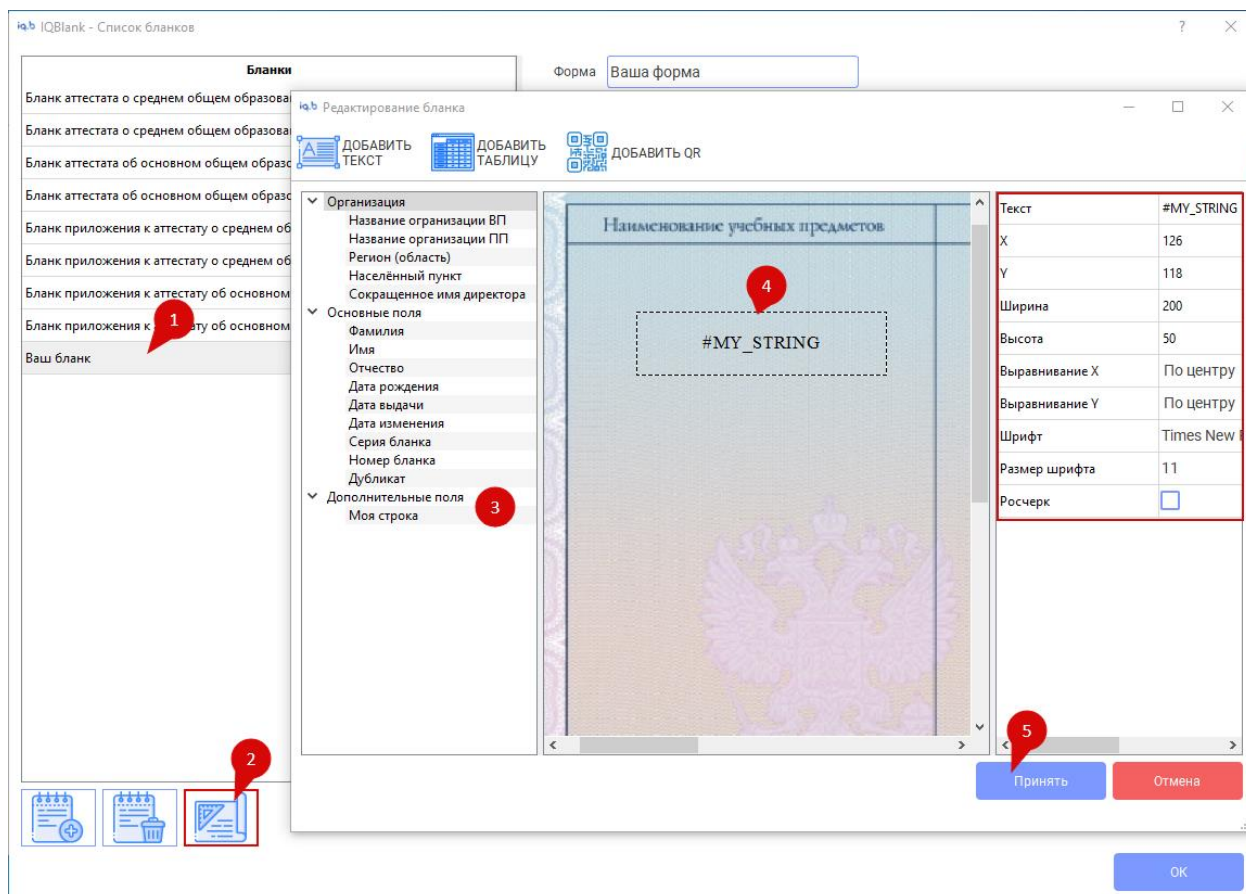 iq.b IQBlank - Список бланков
?
Бланки
Форма
Ваша форма
Бланк аттестата о среднем общем образова
Бланк аттестата о среднем общем образова
Бланк аттестата об основном общем образо
Бланк аттестата об основном общем образо
Бланк приложения к аттестату о среднем об
Бланк приложения к аттестату о среднем об
Бланк приложения к аттестату об основном
Бланк приложения к ату об основном
1
Ваш бланк
2
iq.b Редактирование бланка
ДОБАВИТЬ
ТЕКСТ
ДОБАВИТЬ
ТАБЛИЦУ
ДОБАВИТЬ QR
Организация
Название огранизации ВП
Название организации ПП
Регион (область)
Населённый пункт
Сокращенное имя директора
Основные поля
Фамилия
Имя
Отчество
Дата рождения
Дата выдачи
Дата изменения
Серия бланка
Номер бланка
Дубликат
Дополнительные поля
Моя строка
3
Наименование учебных предметов
4
#MY_STRING
Текст #MY_STRING
X 126
Y 118
Ширина 200
Высота 50
Выравнивание X По центру
Выравнивание Y По центру
Шрифт Times New
Размер шрифта 11
Росчерк
5
Принять
Отмена
OK